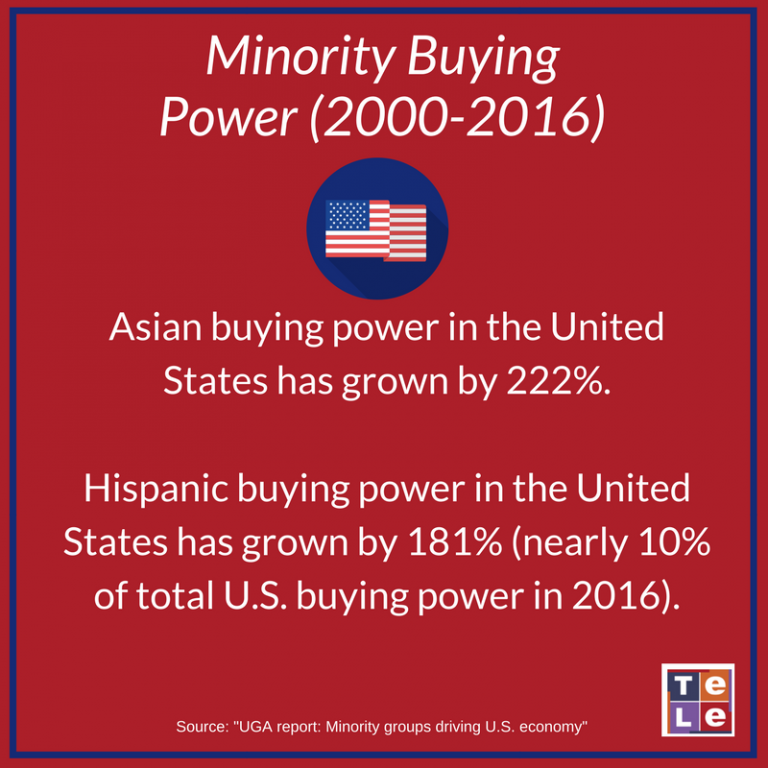 Minority Buying
Power (2000-2016)
Asian buying power in the United
States has grown by 222%.
Hispanic buying power in the United
States has grown by 181% (nearly 10%
of total U.S. buying power in 2016).
Te
Le
Source: "UGA report: Minority groups driving U.S. economy"